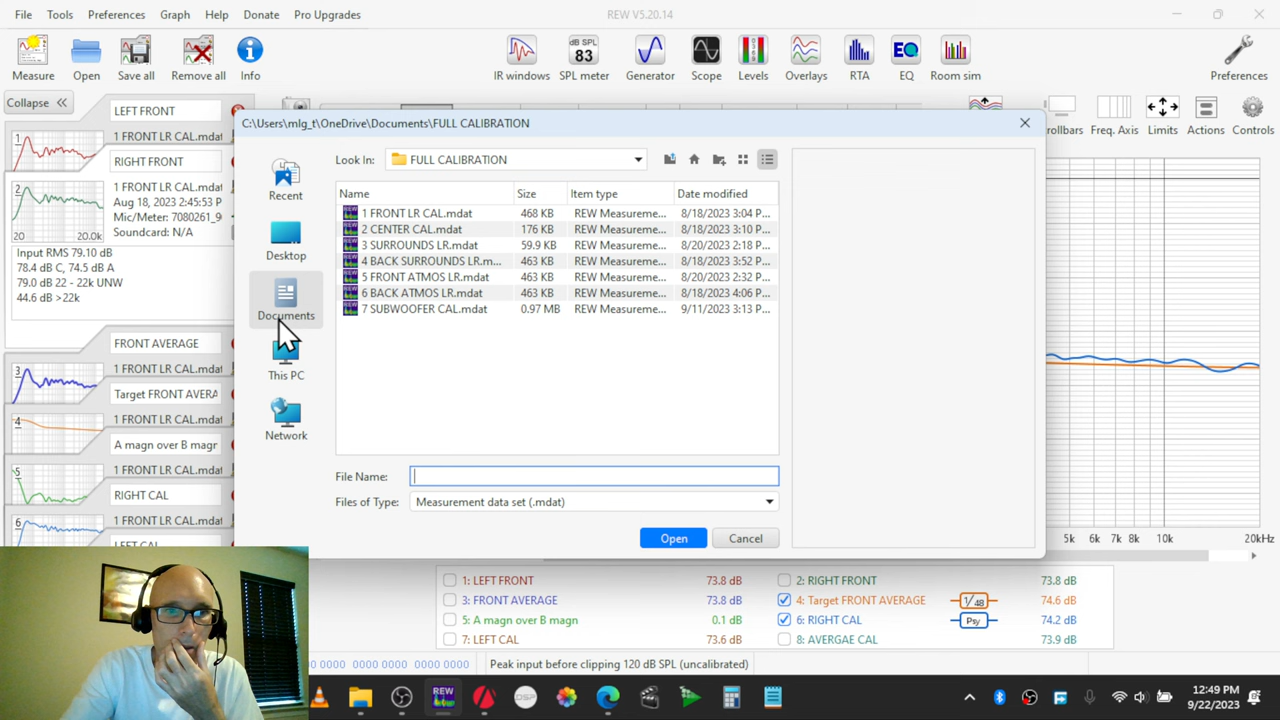 File Tools Preferences Graph Help Donate Pro Upgrades
REW V5.20.14
Measure Open Save all Remove all Info
IR windows SPL meter Generator Scope Levels Overlays RTA EQ Room sim
Preferences
dB SPL
83
Collapse
LEFT FRONT
1 FRONT LR CAL.mdat
RIGHT FRONT
1 FRONT LR CAL.mdat
Aug 18, 2023 2:45:53 P
Mic/Meter: 7080261_9
Soundcard: N/A
20 20.0k
Input RMS 79.10 dB
78.4 dB C, 74.5 dB A
79.0 dB 22 - 22k UNW
44.6 dB >22k
FRONT AVERAGE
1 FRONT LR CAL.mdat
Target FRONT AVERA
1 FRONT LR CAL.mdat
A magn over B magr
1 FRONT LR CAL.mdat
RIGHT CAL
1 FRONT LR CAL.mdat
LEFT CAL
C:\Users\mlg_t\OneDrive\Documents\FULL CALIBRATION
Look In: FULL CALIBRATION
Recent
Desktop
Documents
This PC
Network
Name Size Item type Date modified
1 FRONT LR CAL.mdat 468 KB REW Measureme... 8/18/2023 3:04 P...
2 CENTER CAL.mdat 176 KB REW Measureme... 8/18/2023 3:10 P...
3 SURROUNDS LR.mdat 59.9 KB REW Measureme... 8/20/2023 2:18 P...
4 BACK SURROUNDS LR.m... 463 KB REW Measureme... 8/18/2023 3:52 P...
5 FRONT ATMOS LR.mdat 463 KB REW Measureme... 8/20/2023 2:32 P...
6 BACK ATMOS LR.mdat 463 KB REW Measureme... 8/18/2023 4:06 P...
7 SUBWOOFER CAL.mdat 0.97 MB REW Measureme... 9/11/2023 3:13 P...
File Name:
Files of Type: Measurement data set (.mdat)
Open Cancel
rollbars Freq. Axis Limits Actions Controls
5k 6k 7k 8k 10k 20kHz
1: LEFT FRONT 73.8 dB 2: RIGHT FRONT 73.8 dB
3: FRONT AVERAGE 73.8 dB 4: Target FRONT AVERAGE 1/48 74.6 dB
5: A magn over B magn 0.1 dB 6: RIGHT CAL Psy 74.2 dB
7: LEFT CAL 73.6 dB 8: AVERGAE CAL 73.9 dB
REW
12:49 PM
9/22/2023